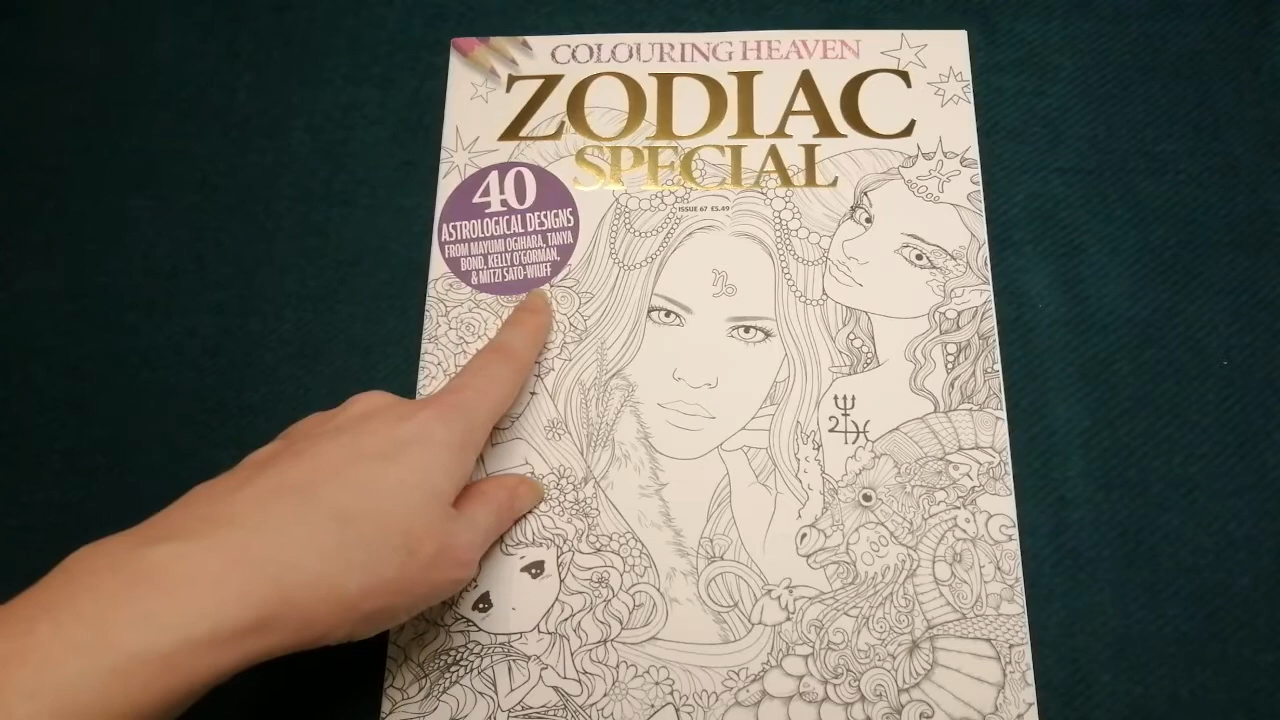 COLOURING HEAVEN
ZODIAC
SPECIAL
ISSUE 67 £5.49
40
ASTROLOGICAL DESIGNS
FROM MAYUMI OGIHARA, TANYA
BOND, KELLY O'GORMAN,
& MITZI SATO-WIUFF